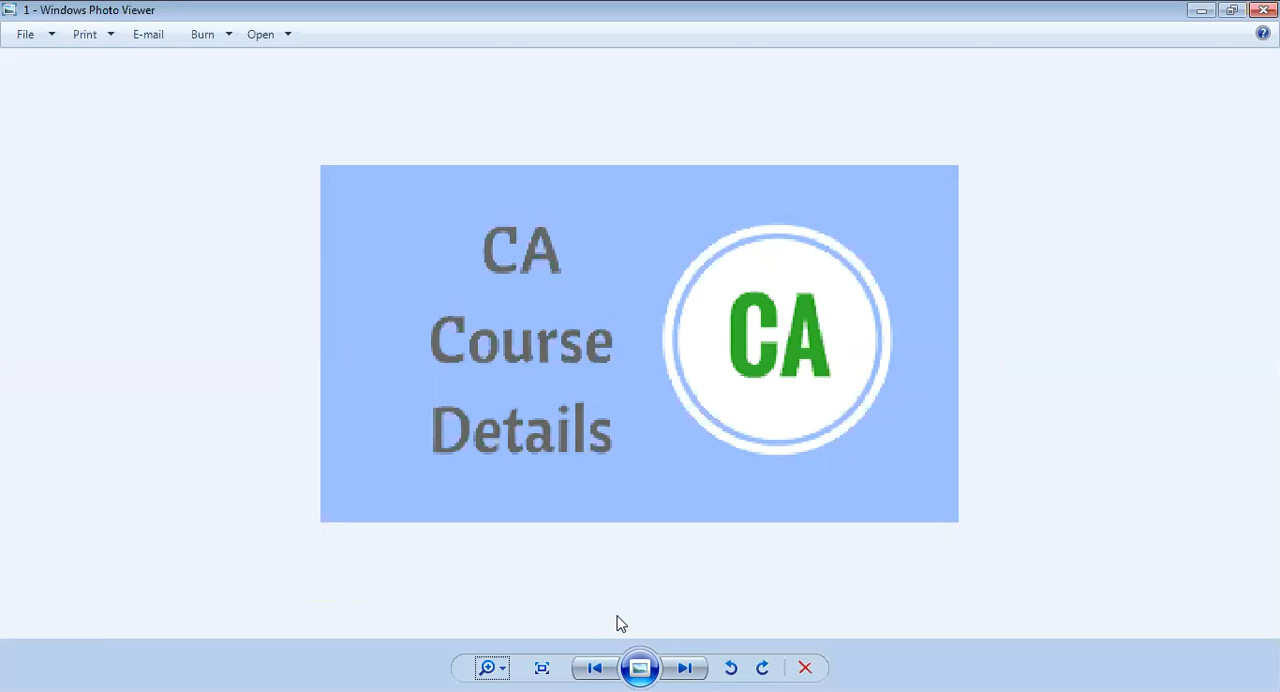 1 - Windows Photo Viewer
File Print E-mail Burn Open
CA
Course
Details
CA